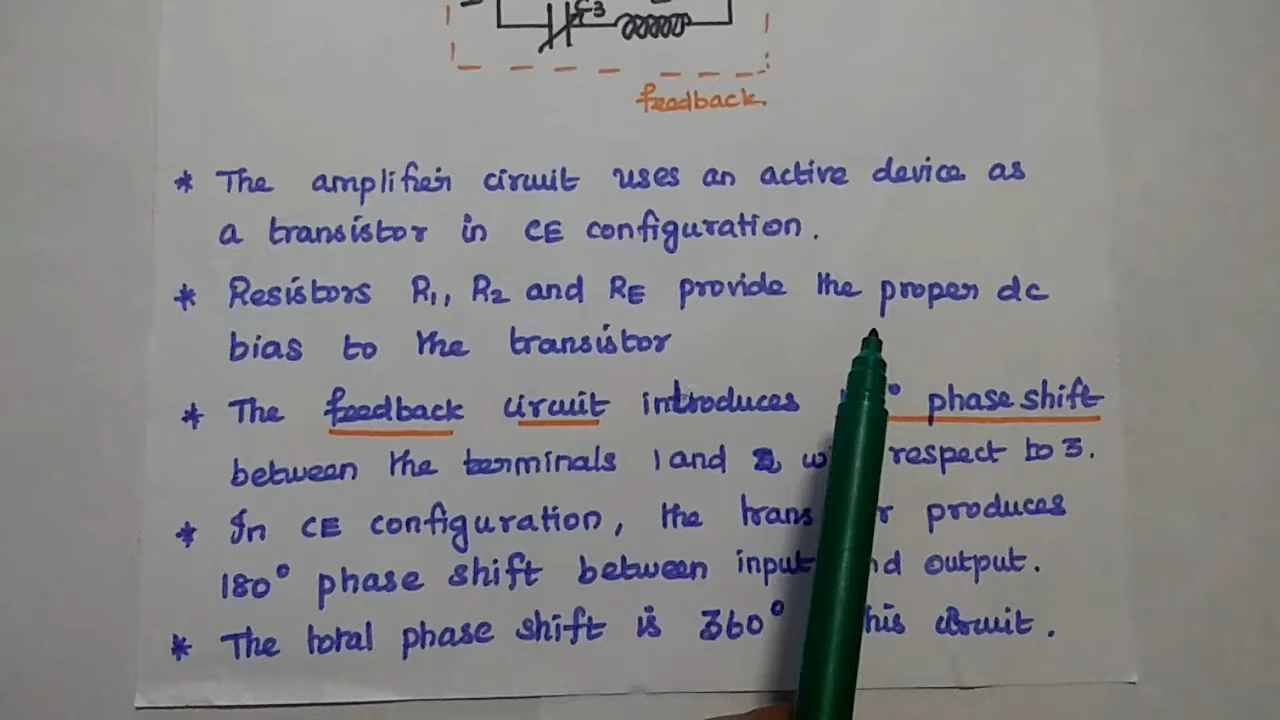 C3
feedback.
* The amplifier circuit uses an active device as
a transistor in CE configuration.
* Resistors R1, R2 and RE provide the proper dc
bias to the transistor
* The feedback circuit introduces ° phase shift
between the terminals 1 and 2 respect to 3.
* In CE configuration, the produces
180° phase shift between input output.
* The total phase shift is 360° circuit.